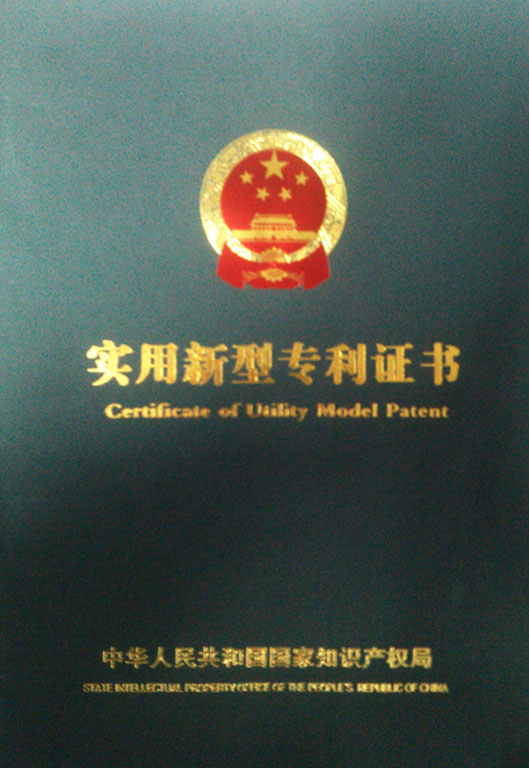 实用新型专利证书
Certificate of Utility Model Patent
中华人民共和国国家知识产权局
STATE INTELLECTUAL PROPERTY OFFICE OF THE PEOPLE'S REPUBLIC OF CHINA